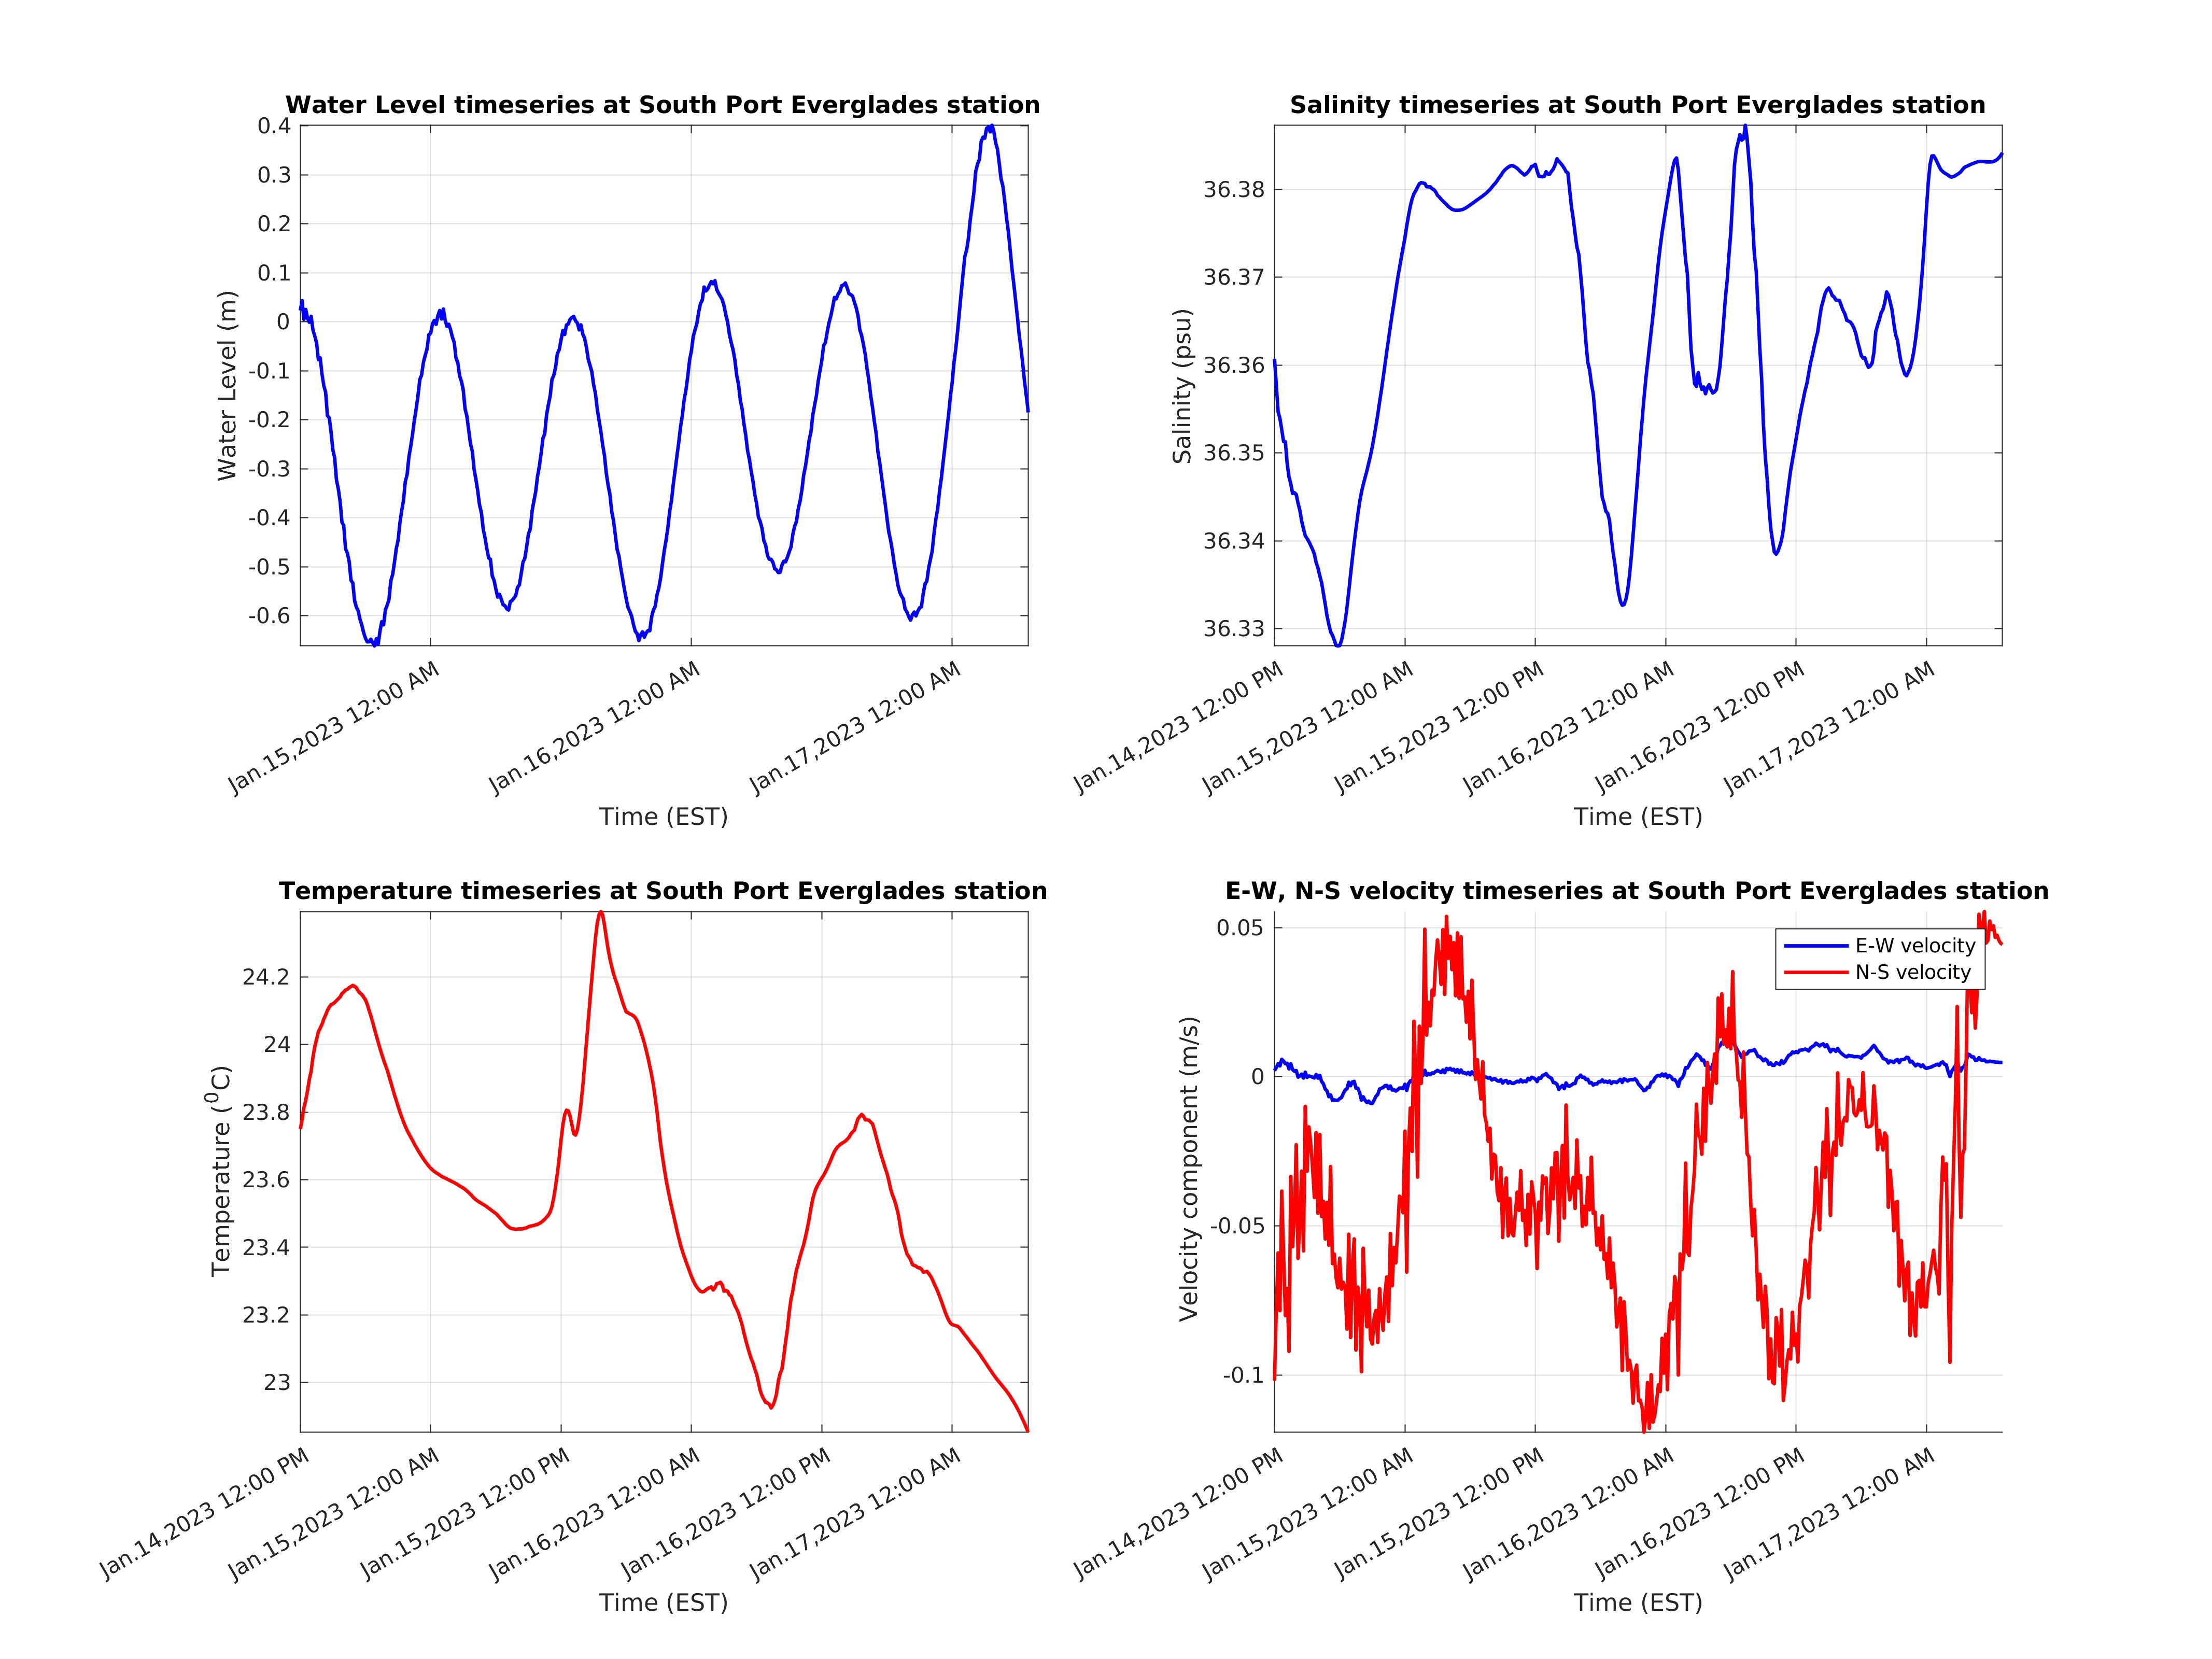 Water Level timeseries at South Port Everglades station
Water Level (m)
0.4
0.3
0.2
0.1
0
-0.1
-0.2
-0.3
-0.4
-0.5
-0.6
Jan.15,2023 12:00 AM
Jan.16,2023 12:00 AM
Jan.17,2023 12:00 AM
Time (EST)
Salinity timeseries at South Port Everglades station
Salinity (psu)
36.38
36.37
36.36
36.35
36.34
36.33
Jan.14,2023 12:00 PM
Jan.15,2023 12:00 AM
Jan.15,2023 12:00 PM
Jan.16,2023 12:00 AM
Jan.16,2023 12:00 PM
Jan.17,2023 12:00 AM
Time (EST)
Temperature timeseries at South Port Everglades station
Temperature (⁰C)
24.2
24
23.8
23.6
23.4
23.2
23
Jan.14,2023 12:00 PM
Jan.15,2023 12:00 AM
Jan.15,2023 12:00 PM
Jan.16,2023 12:00 AM
Jan.16,2023 12:00 PM
Jan.17,2023 12:00 AM
Time (EST)
E-W, N-S velocity timeseries at South Port Everglades station
Velocity component (m/s)
0.05
0
-0.05
-0.1
E-W velocity
N-S velocity
Jan.14,2023 12:00 PM
Jan.15,2023 12:00 AM
Jan.15,2023 12:00 PM
Jan.16,2023 12:00 AM
Jan.16,2023 12:00 PM
Jan.17,2023 12:00 AM
Time (EST)